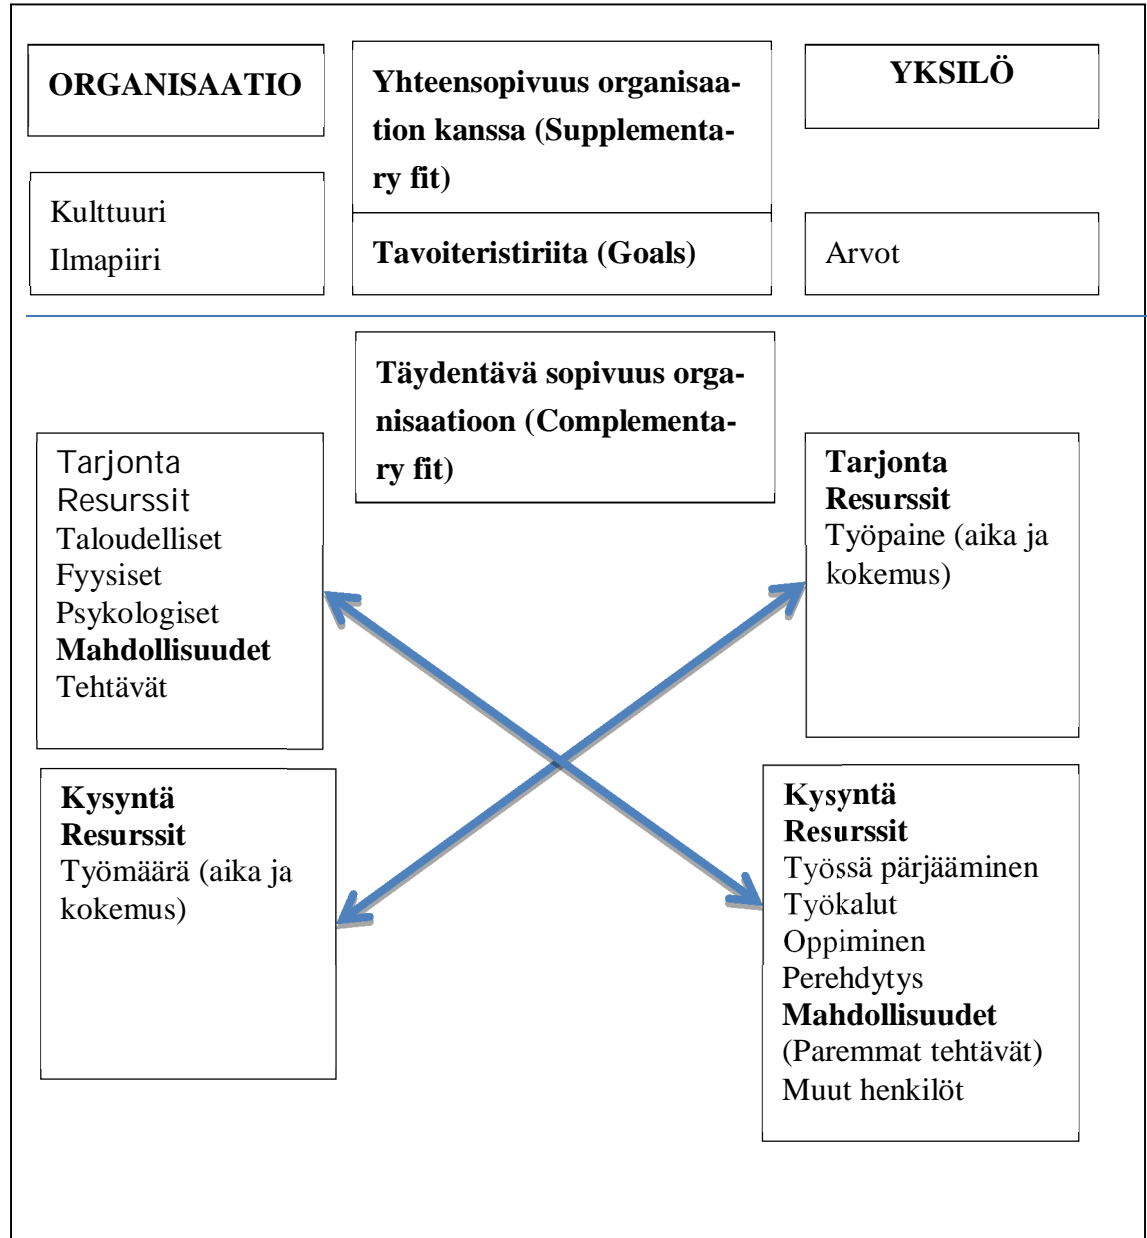 ORGANISAATIO
Yhteensopivuus organisaa-
tion kanssa (Supplementa-
ry fit)
YKSILÖ
Kulttuuri
Ilmapiiri
Tavoiteristiriita (Goals)
Arvot
Täydentävä sopivuus orga-
nisaatioon (Complementa-
ry fit)
Tarjonta
Resurssit
Taloudelliset
Fyysiset
Psykologiset
Mahdollisuudet
Tehtävät
Tarjonta
Resurssit
Työpaine (aika ja
kokemus)
Kysyntä
Resurssit
Työmäärä (aika ja
kokemus)
Kysyntä
Resurssit
Työssä pärjääminen
Työkalut
Oppiminen
Perehdytys
Mahdollisuudet
(Paremmat tehtävät)
Muut henkilöt